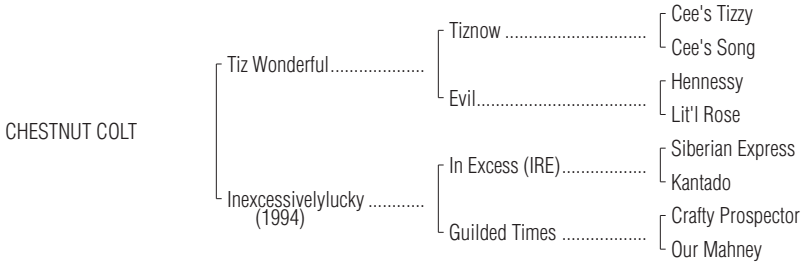 Cee's Tizzy
Tiznow ................................
Cee's Song
Tiz Wonderful.....................
Hennessy
Evil......................................
Lit'l Rose
CHESTNUT COLT
Siberian Express
In Excess (IRE)...................
Kantado
Inexcessivelylucky ............
(1994)
Crafty Prospector
Guilded Times ...................
Our Mahney